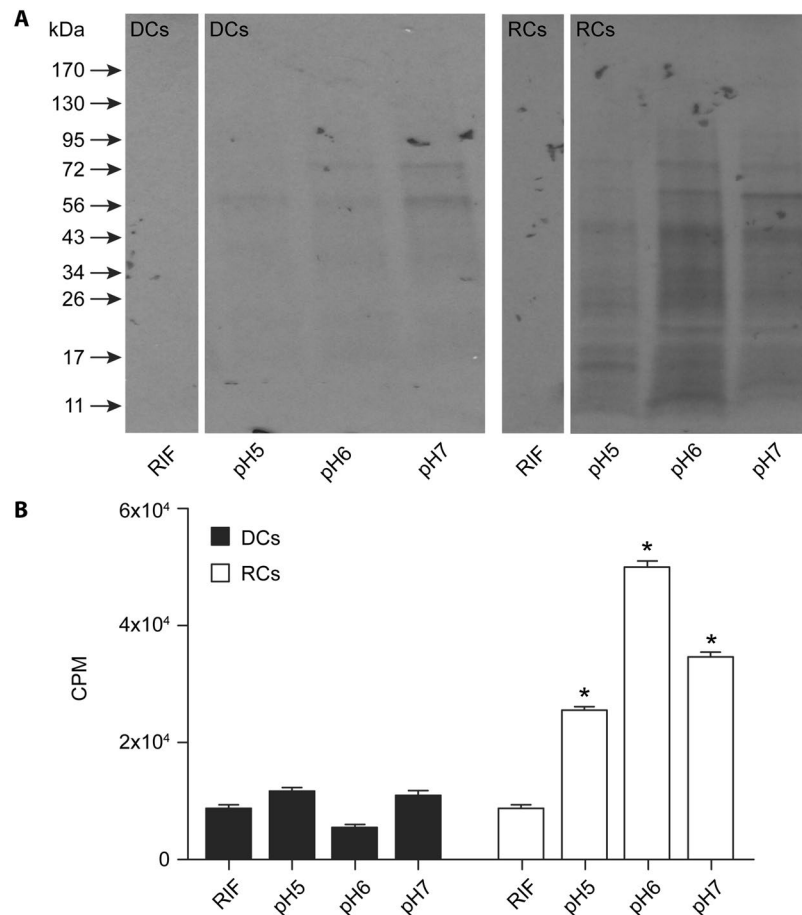 A
kDa
DCs
DCs
RCs
RCs
170
130
95
72
56
43
34
26
17
11
RIF
pH5
pH6
pH7
RIF
pH5
pH6
pH7
B
6x10⁴
4x10⁴
2x10⁴
0
CPM
DCs
RCs
*
*
*
RIF
pH5
pH6
pH7
RIF
pH5
pH6
pH7